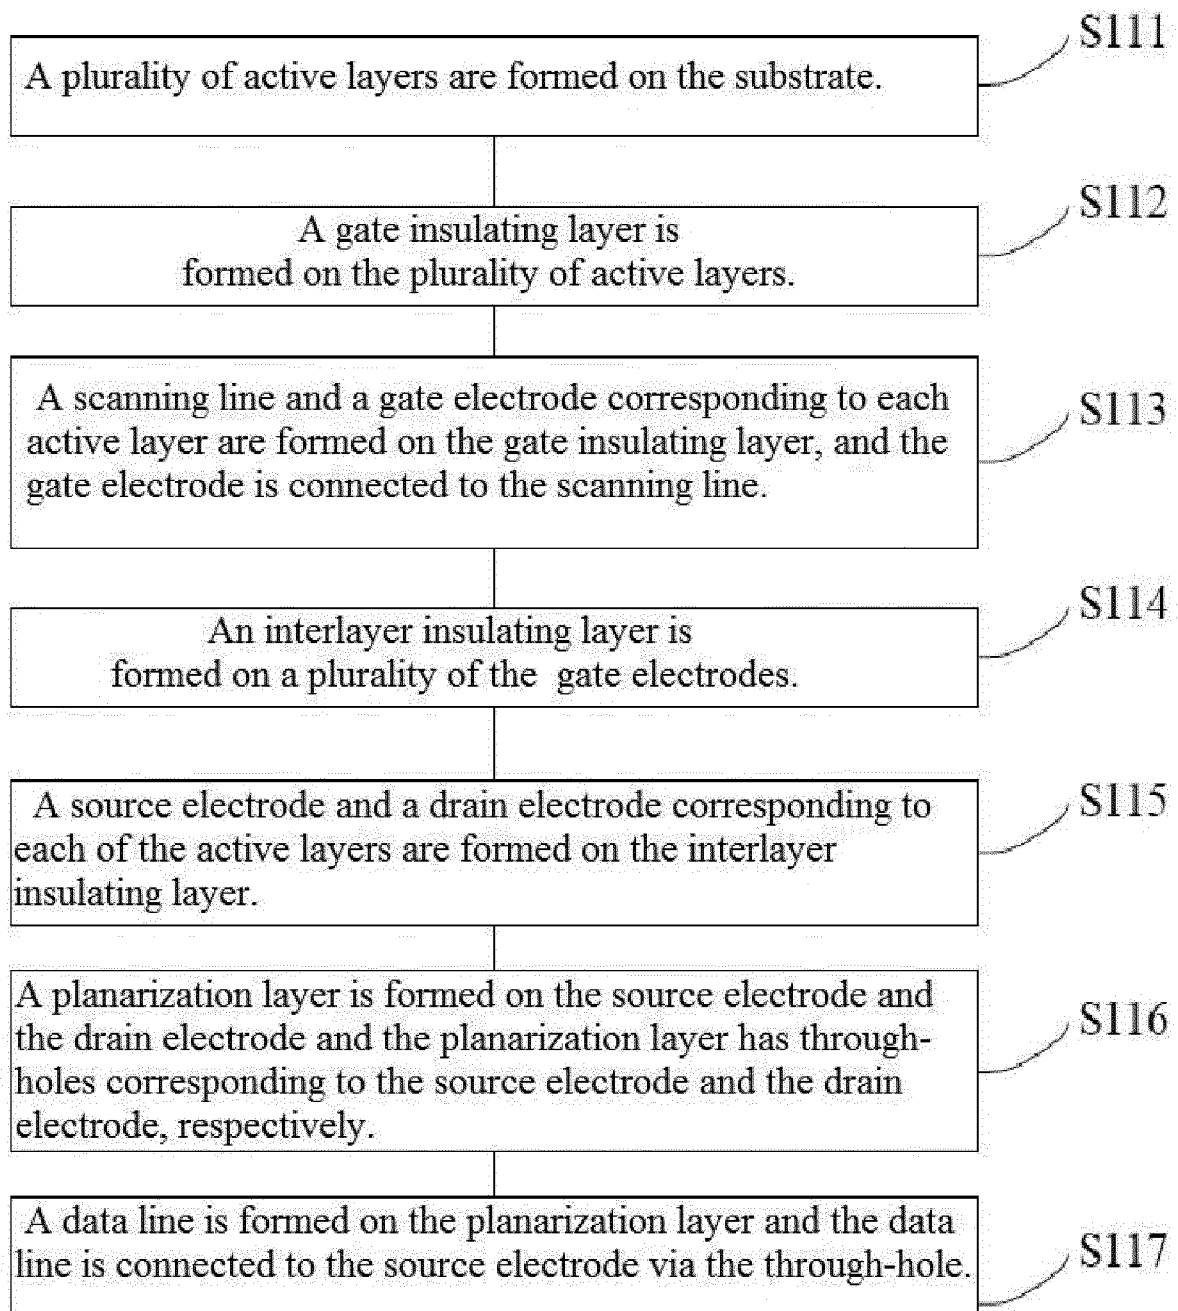 S111
A plurality of active layers are formed on the substrate.
S112
A gate insulating layer is
formed on the plurality of active layers.
S113
A scanning line and a gate electrode corresponding to each
active layer are formed on the gate insulating layer, and the
gate electrode is connected to the scanning line.
S114
An interlayer insulating layer is
formed on a plurality of the gate electrodes.
S115
A source electrode and a drain electrode corresponding to
each of the active layers are formed on the interlayer
insulating layer.
S116
A planarization layer is formed on the source electrode and
the drain electrode and the planarization layer has through-
holes corresponding to the source electrode and the drain
electrode, respectively.
S117
A data line is formed on the planarization layer and the data
line is connected to the source electrode via the through-hole.